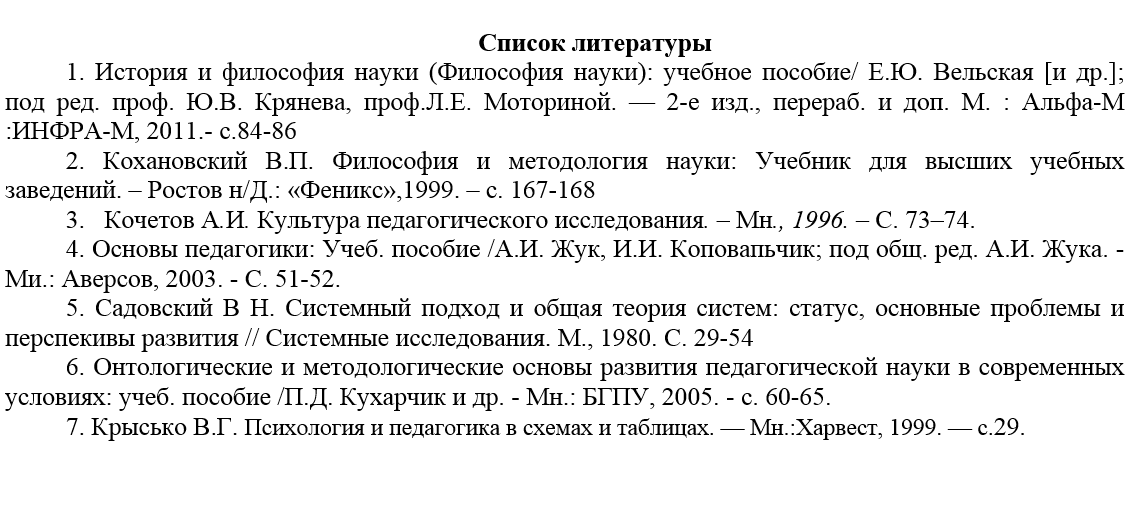 Список литературы
1. История и философия науки (Философия науки): учебное пособие/ Е.Ю. Вельская [и др.];
под ред. проф. Ю.В. Крянева, проф.Л.Е. Моториной. — 2-е изд., перераб. и доп. М. : Альфа-М
:ИНФРА-М, 2011.- с.84-86
2. Кохановский В.П. Философия и методология науки: Учебник для высших учебных
заведений. – Ростов н/Д.: «Феникс»,1999. – с. 167-168
3. Кочетов А.И. Культура педагогического исследования. – Мн., 1996. – С. 73–74.
4. Основы педагогики: Учеб. пособие /А.И. Жук, И.И. Коповапьчик; под общ. ред. А.И. Жука. -
Ми.: Аверсов, 2003. - С. 51-52.
5. Садовский В Н. Системный подход и общая теория систем: статус, основные проблемы и
перспекивы развития // Системные исследования. М., 1980. С. 29-54
6. Онтологические и методологические основы развития педагогической науки в современных
условиях: учеб. пособие /П.Д. Кухарчик и др. - Мн.: БГПУ, 2005. - с. 60-65.
7. Крысько В.Г. Психология и педагогика в схемах и таблицах. — Мн.:Харвест, 1999. — с.29.